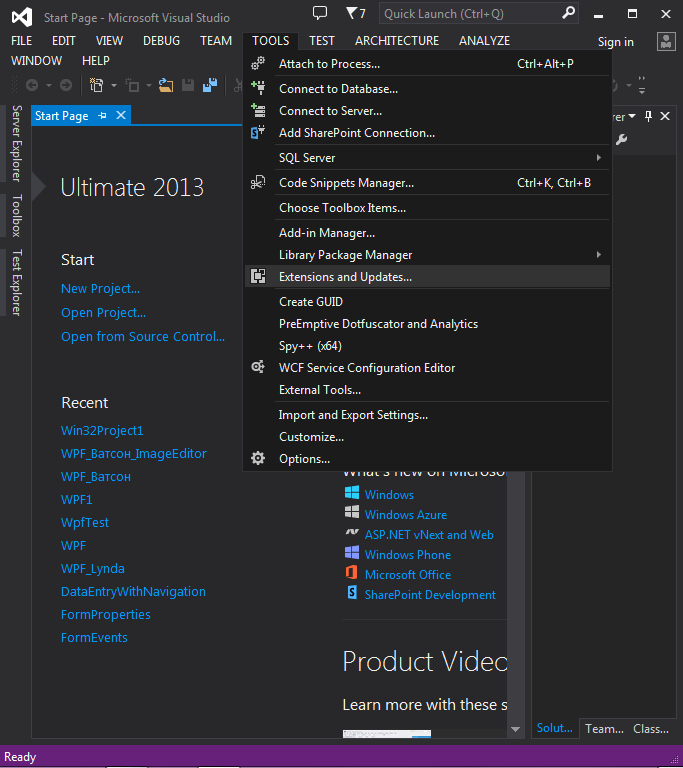 Start Page - Microsoft Visual Studio
7
Quick Launch (Ctrl+Q)
FILE EDIT VIEW DEBUG TEAM TOOLS TEST ARCHITECTURE ANALYZE Sign in
WINDOW HELP
Server Explorer
Toolbox
Test Explorer
Start Page
Ultimate 2013
Start
New Project...
Open Project...
Open from Source Control...
Recent
Win32Project1
WPF_Ватсон_ImageEditor
WPF_Ватсон
WPF1
WpfTest
WPF
WPF_Lynda
DataEntryWithNavigation
FormProperties
FormEvents
Attach to Process... Ctrl+Alt+P
Connect to Database...
Connect to Server...
Add SharePoint Connection...
SQL Server
Code Snippets Manager... Ctrl+K, Ctrl+B
Choose Toolbox Items...
Add-in Manager...
Library Package Manager
Extensions and Updates...
Create GUID
PreEmptive Dotfuscator and Analytics
Spy++ (x64)
WCF Service Configuration Editor
External Tools...
Import and Export Settings...
Customize...
Options...
What's new on Microso
Windows
Windows Azure
ASP.NET vNext and Web
Windows Phone
Microsoft Office
SharePoint Development
Product Video
Learn more with these s
rer
Solut... Team... Class...
Ready